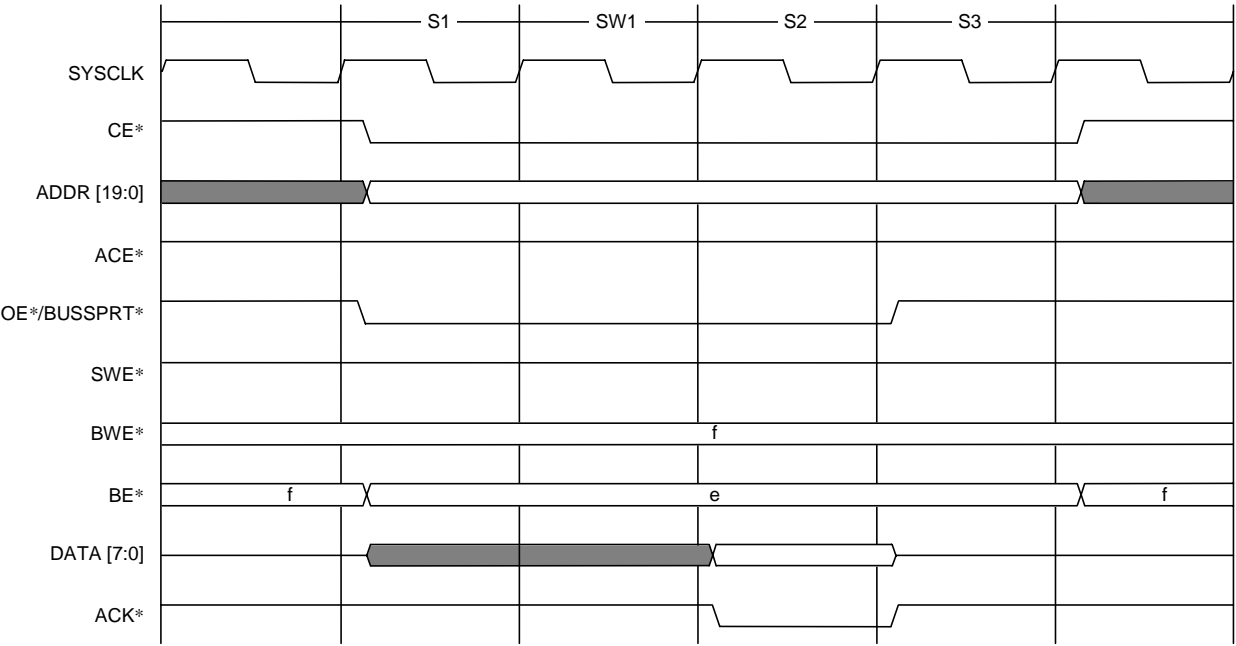 S1 SW1 S2 S3
SYSCLK
CE*
ADDR [19:0]
ACE*
OE*/BUSSPRT*
SWE*
BWE* f
BE* f e f
DATA [7:0]
ACK*